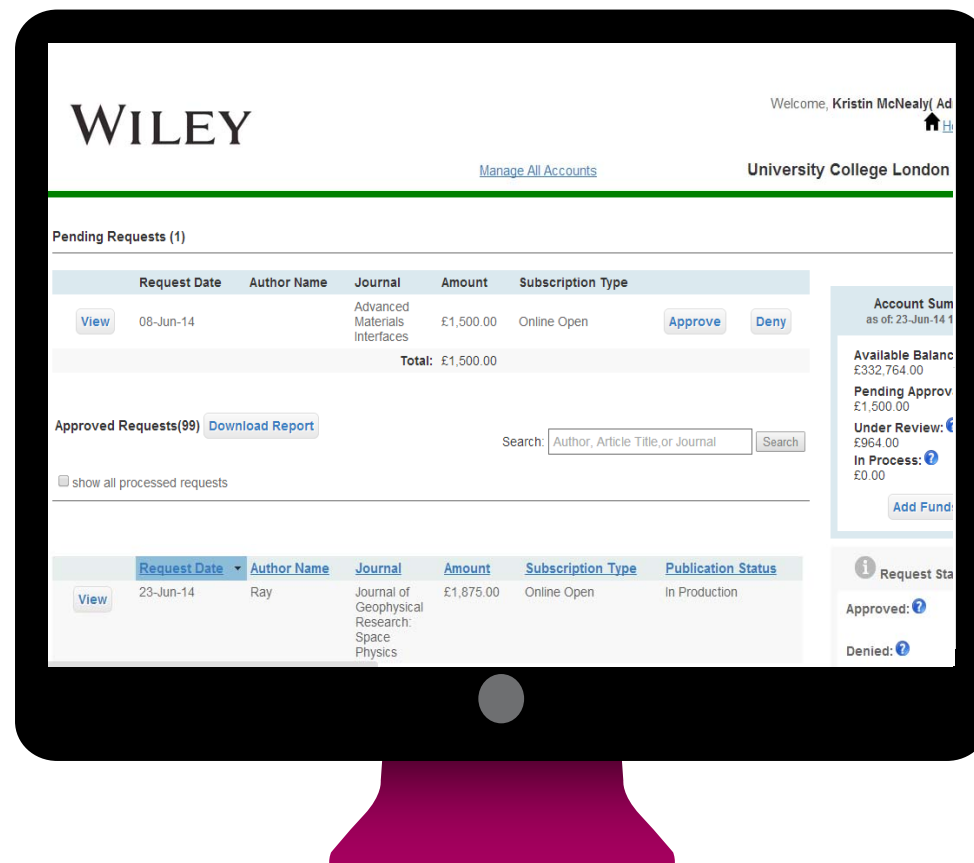 WILEY
Welcome, Kristin McNealy( Ad
Manage All Accounts
University College London
Pending Requests (1)
Request Date Author Name Journal Amount Subscription Type
View 08-Jun-14 Advanced Materials Interfaces £1,500.00 Online Open Approve Deny
Total: £1,500.00
Account Sum
as of: 23-Jun-14 1
Available Balanc
£332,764.00
Pending Approv
£1,500.00
Under Review:
£964.00
In Process:
£0.00
Add Fund
Approved Requests(99) Download Report
Search: Author, Article Title,or Journal Search
show all processed requests
Request Date Author Name Journal Amount Subscription Type Publication Status
View 23-Jun-14 Ray Journal of Geophysical Research: Space Physics £1,875.00 Online Open In Production
Request Sta
Approved:
Denied: